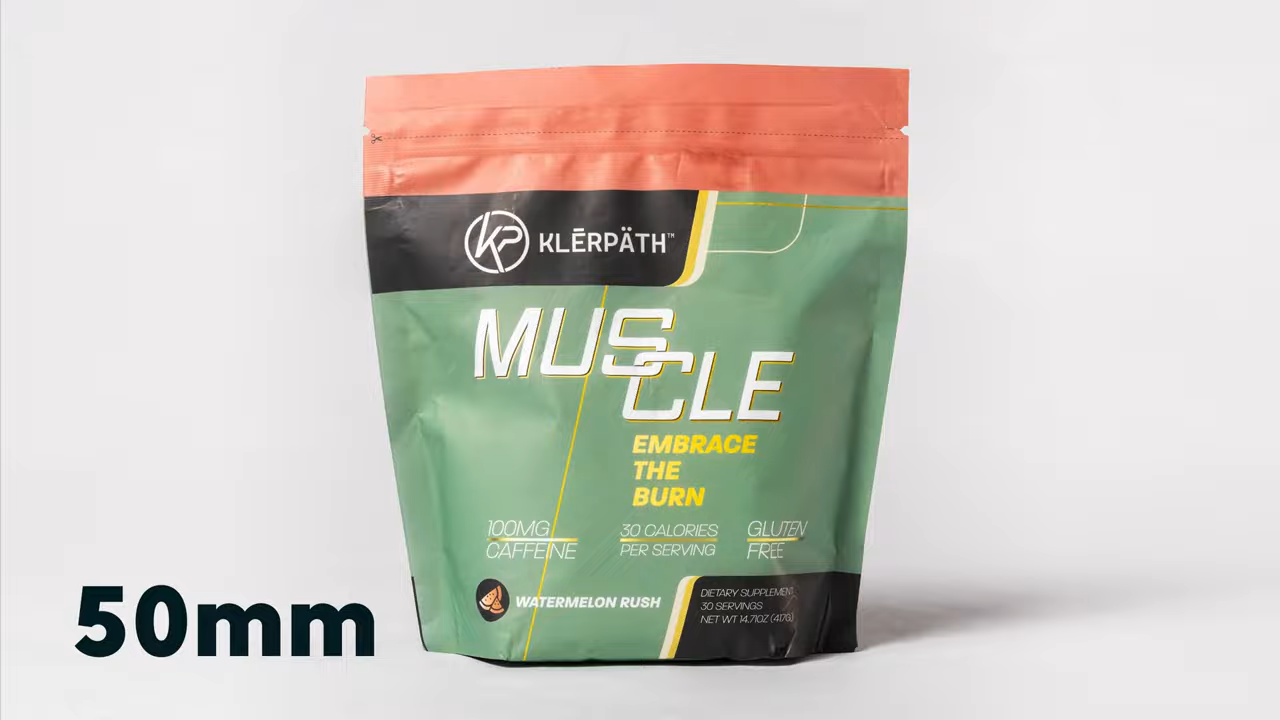 KP KLĒRPÄTH™
MUSCLE
EMBRACE
THE
BURN
100MG
CAFFEINE
30 CALORIES
PER SERVING
GLUTEN
FREE
WATERMELON RUSH
DIETARY SUPPLEMENT
30 SERVINGS
NET WT 14.71OZ (417G)
50mm